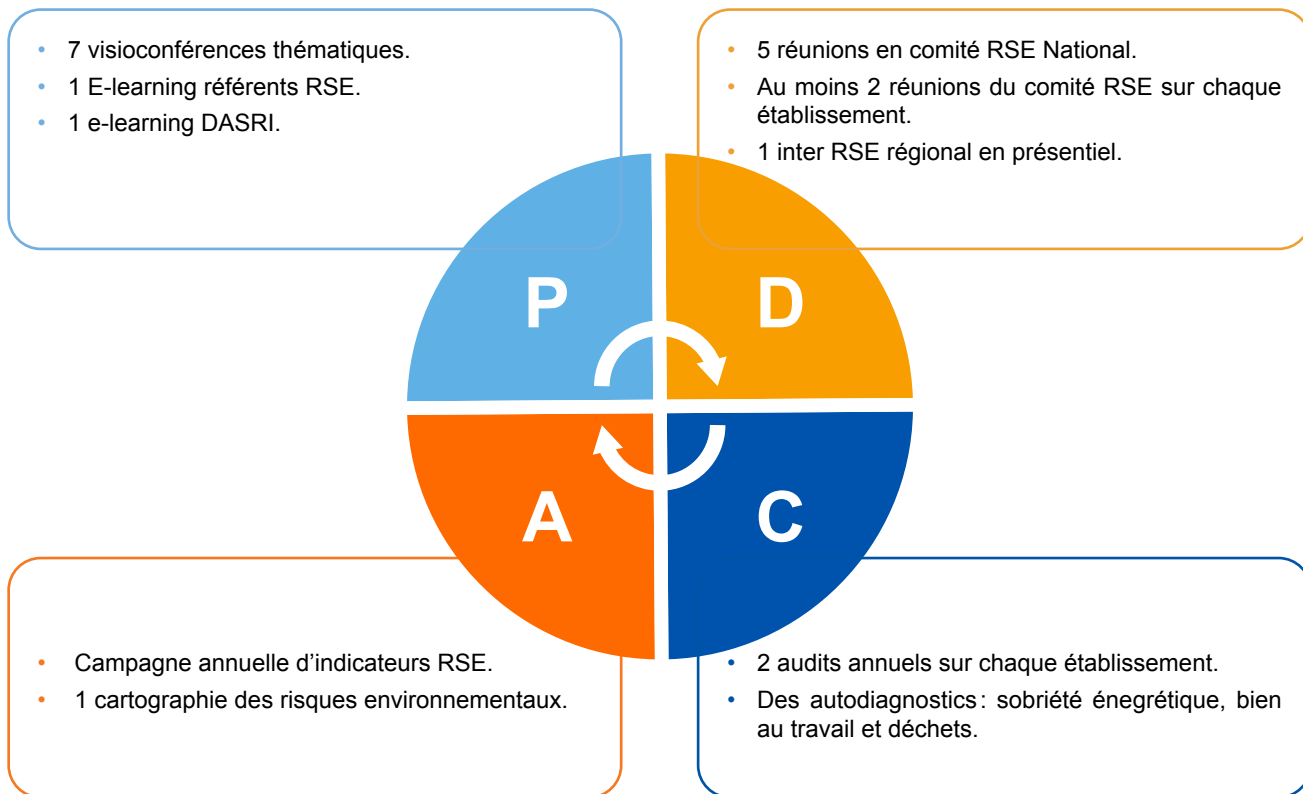 • 7 visioconférences thématiques.
• 1 E-learning référents RSE.
• 1 e-learning DASRI.
• 5 réunions en comité RSE National.
• Au moins 2 réunions du comité RSE sur chaque
établissement.
• 1 inter RSE régional en présentiel.
P
D
A
C
• Campagne annuelle d’indicateurs RSE.
• 1 cartographie des risques environnementaux.
• 2 audits annuels sur chaque établissement.
• Des autodiagnostics : sobriété énegrétique, bien
au travail et déchets.